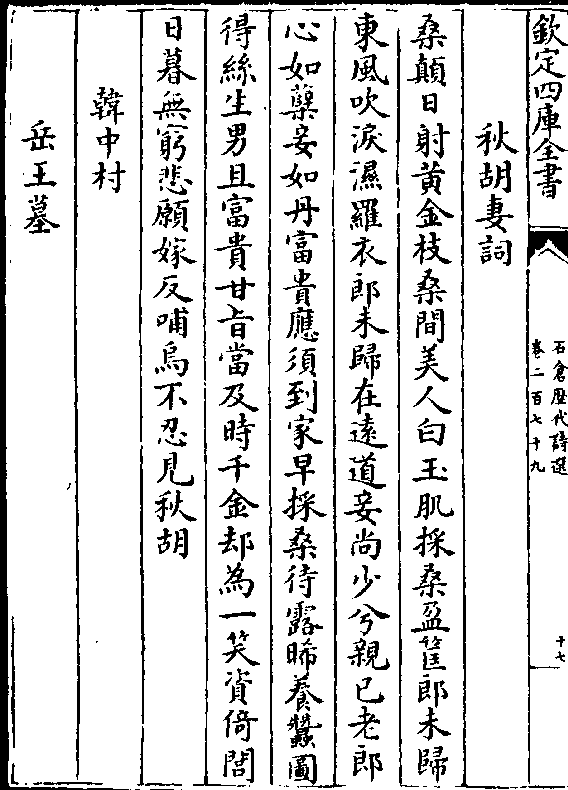 欽定四庫全書
石倉歷代詩選
卷二百七十九
十七
秋胡妻詞
桑顛日射黃金枝桑間美人白玉肌採桑盈筐郎未歸
東風吹淚濕羅衣郎未歸在遠道妾尚少兮親已老郎
心如蘗妾如丹富貴應須到家早採桑待露晞養蠶圖
得絲生男且富貴甘旨當及時千金却為一笑資倚閭
日暮無窮悲願嫁反哺烏不忍見秋胡
韓中村
岳王墓